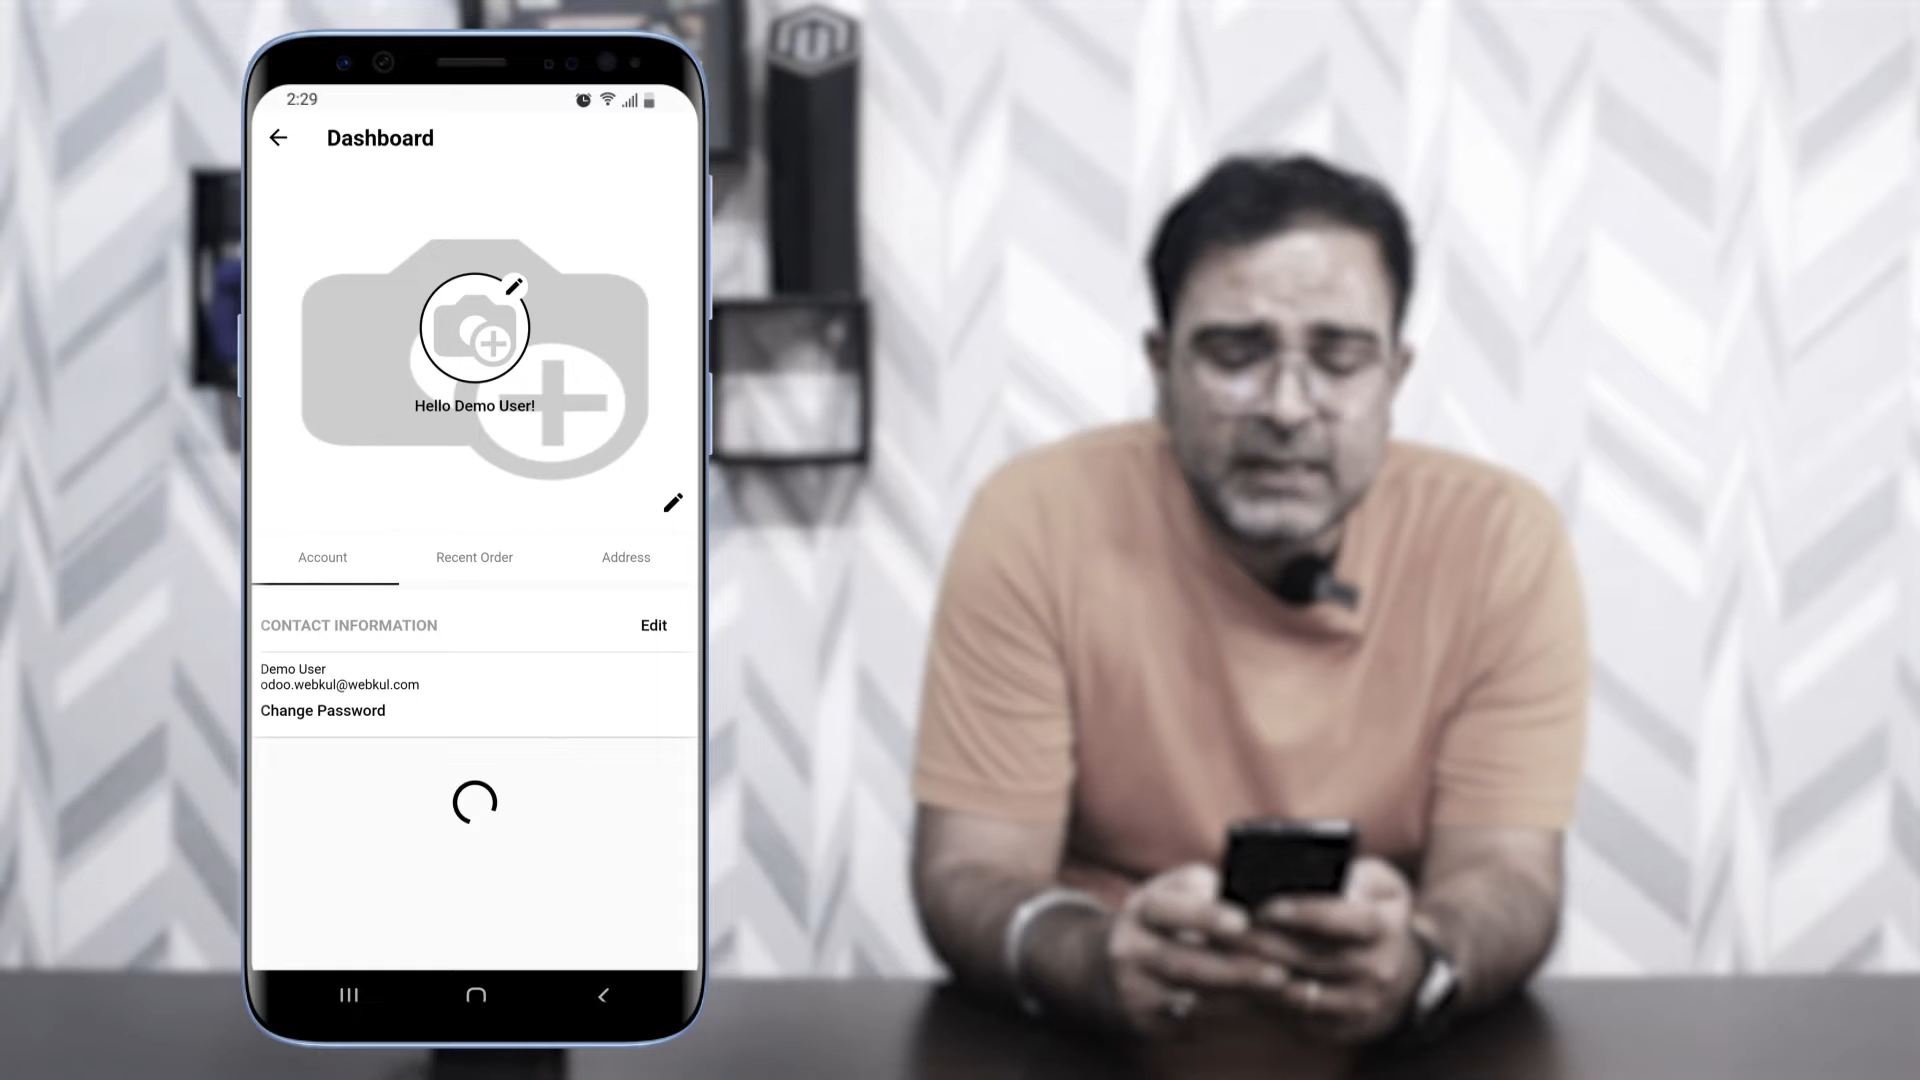 2:29
Dashboard
Hello Demo User!
Account Recent Order Address
CONTACT INFORMATION Edit
Demo User
odoo.webkul@webkul.com
Change Password